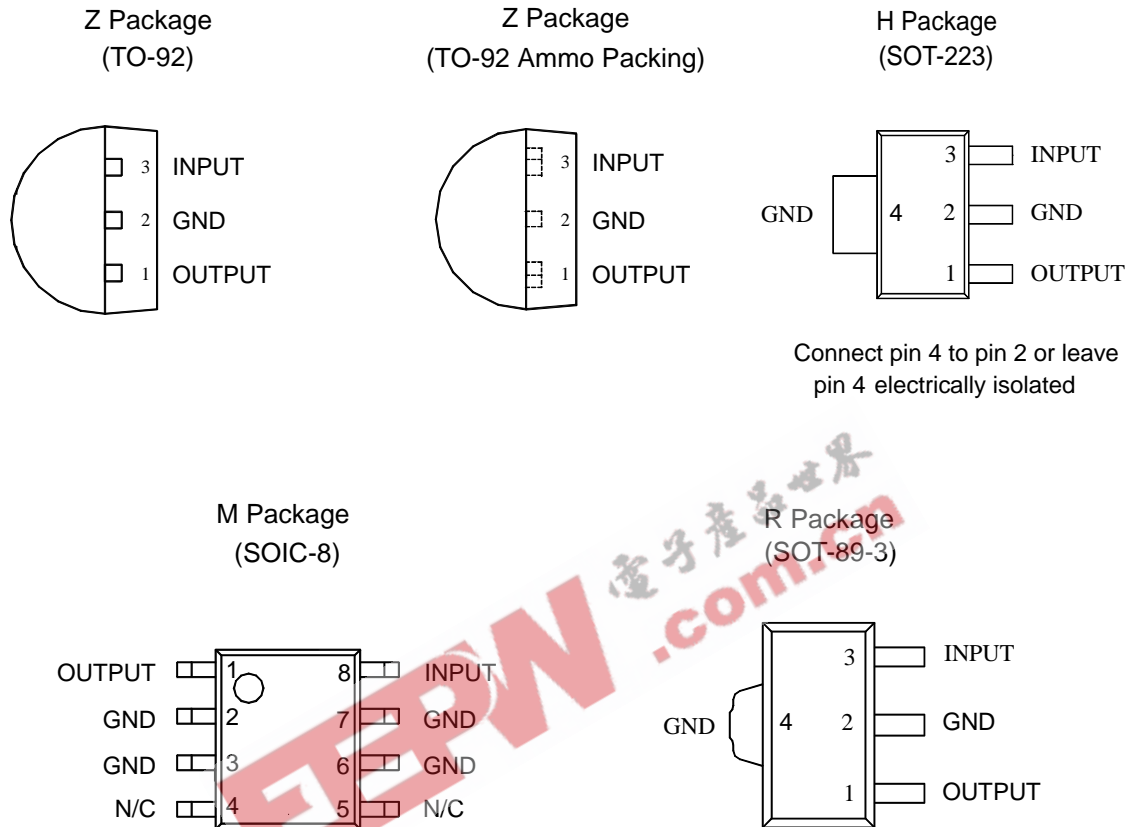 Z Package
(TO-92)
3 INPUT
2 GND
1 OUTPUT
Z Package
(TO-92 Ammo Packing)
3 INPUT
2 GND
1 OUTPUT
H Package
(SOT-223)
3 INPUT
GND 4 2 GND
1 OUTPUT
Connect pin 4 to pin 2 or leave
pin 4 electrically isolated
M Package
(SOIC-8)
OUTPUT 1 8 INPUT
GND 2 7 GND
GND 3 6 GND
N/C 4 5 N/C
R Package
(SOT-89-3)
3 INPUT
GND 4 2 GND
1 OUTPUT
EEPW
電子產品世界
.com.cn